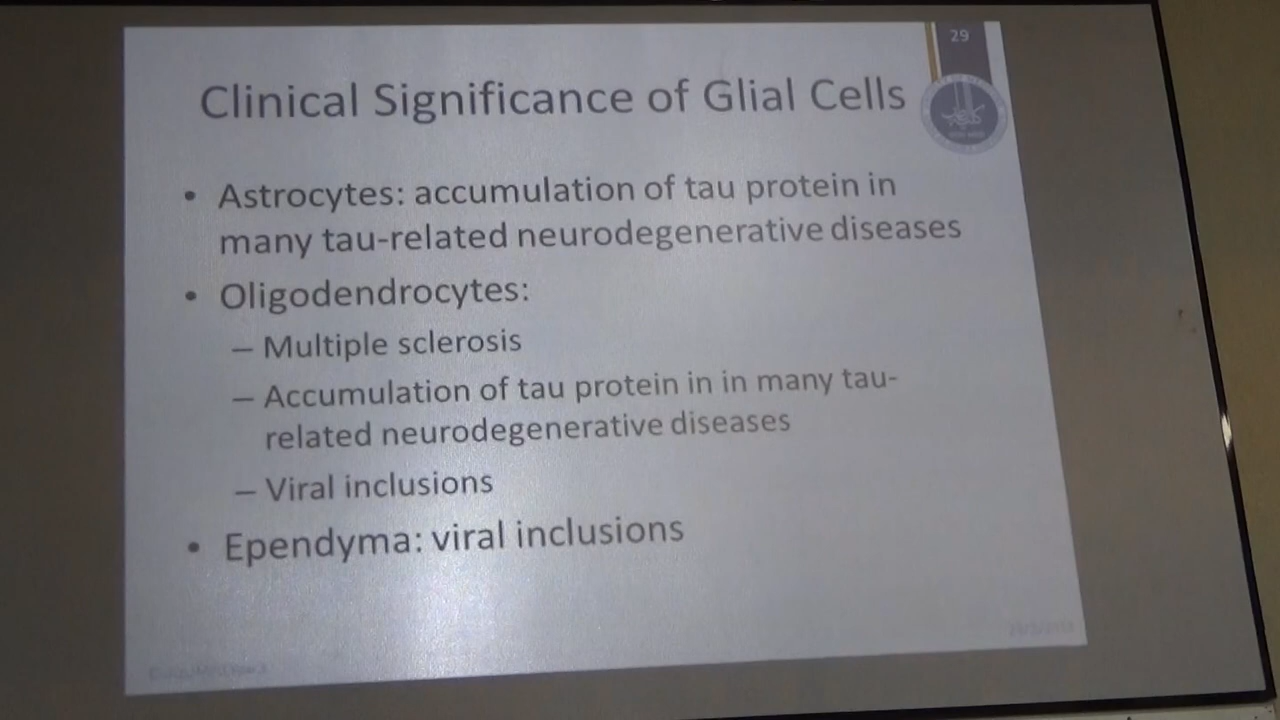 29
Clinical Significance of Glial Cells
• Astrocytes: accumulation of tau protein in
many tau-related neurodegenerative diseases
• Oligodendrocytes:
– Multiple sclerosis
– Accumulation of tau protein in in many tau-
related neurodegenerative diseases
– Viral inclusions
• Ependyma: viral inclusions